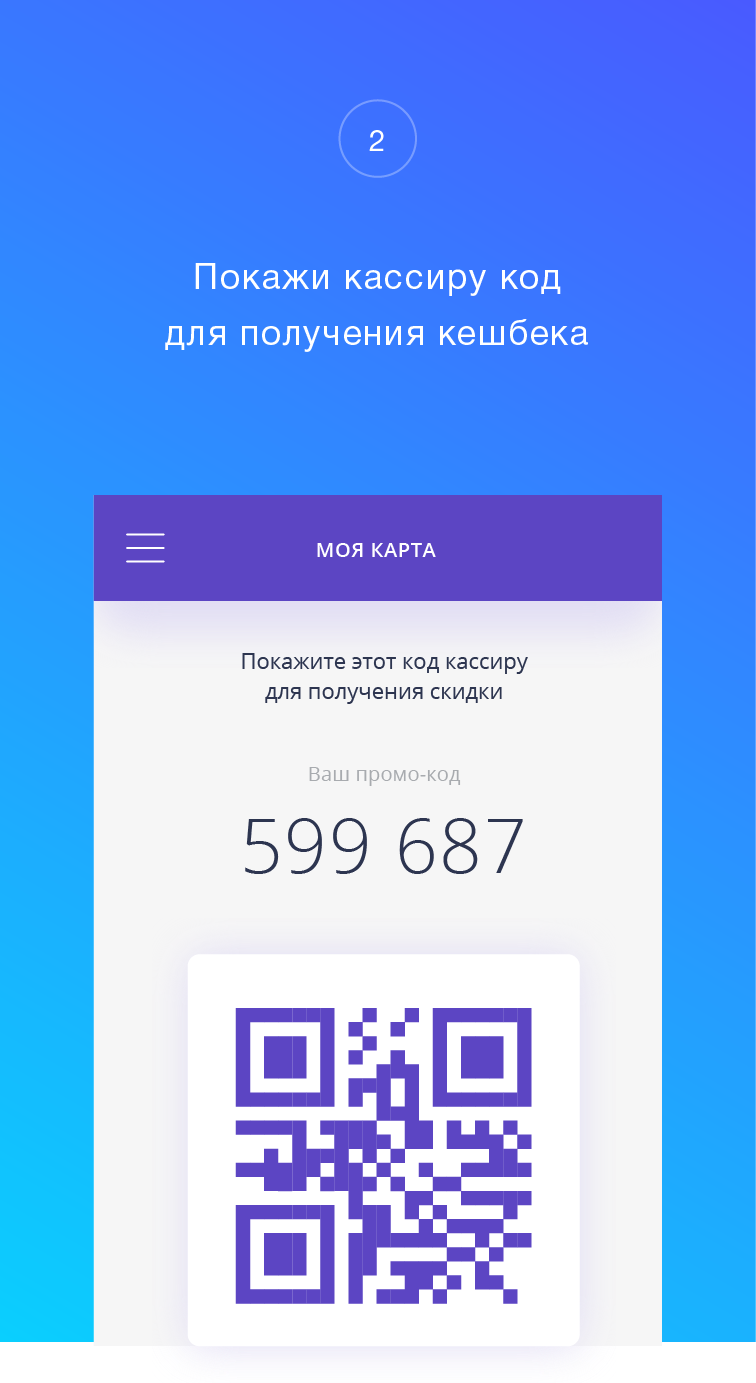 2
Покажи кассиру код
для получения кешбека
МОЯ КАРТА
Покажите этот код кассиру
для получения скидки
Ваш промо-код
599 687